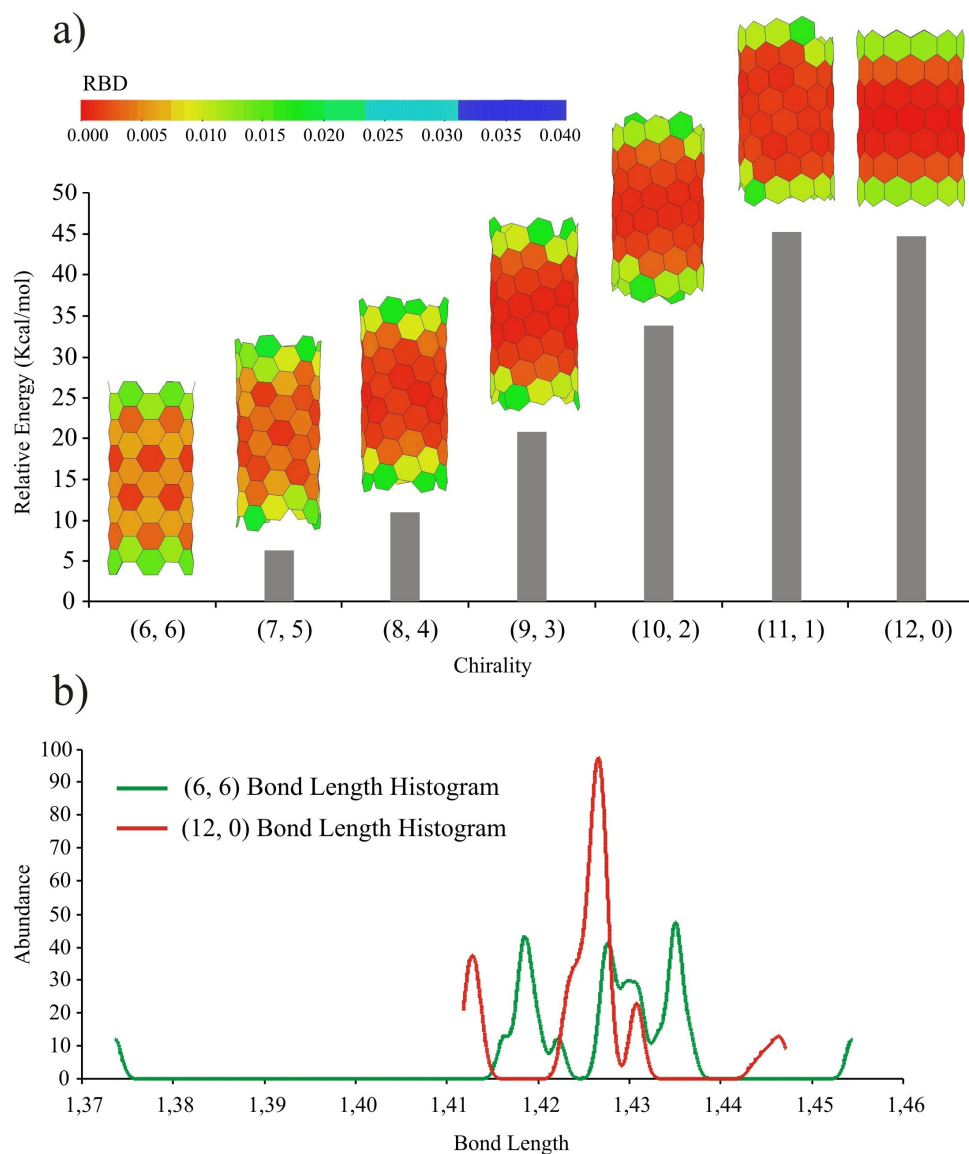 a)
RBD
0.000 0.005 0.010 0.015 0.020 0.025 0.030 0.035 0.040
50
45
40
35
30
25
20
15
10
5
0
Relative Energy (Kcal/mol)
(6, 6) (7, 5) (8, 4) (9, 3) (10, 2) (11, 1) (12, 0)
Chirality
b)
100
90
80
70
60
50
40
30
20
10
0
Abundance
(6, 6) Bond Length Histogram
(12, 0) Bond Length Histogram
1,37 1,38 1,39 1,40 1,41 1,42 1,43 1,44 1,45 1,46
Bond Length